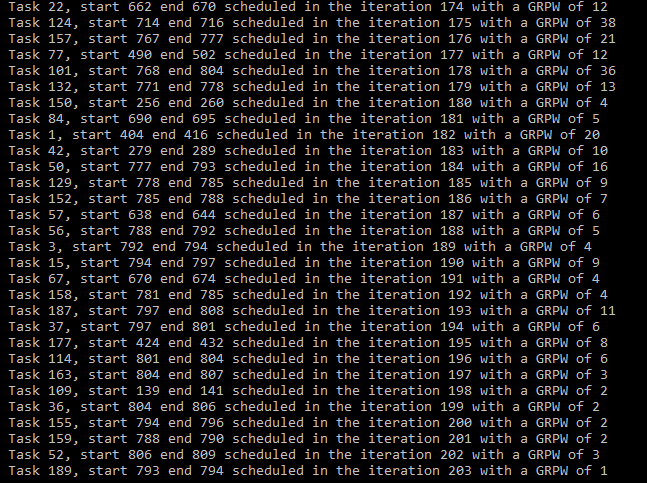 Task 22, start 662 end 670 scheduled in the iteration 174 with a GRPW of 12
Task 124, start 714 end 716 scheduled in the iteration 175 with a GRPW of 38
Task 157, start 767 end 777 scheduled in the iteration 176 with a GRPW of 21
Task 77, start 490 end 502 scheduled in the iteration 177 with a GRPW of 12
Task 101, start 768 end 804 scheduled in the iteration 178 with a GRPW of 36
Task 132, start 771 end 778 scheduled in the iteration 179 with a GRPW of 13
Task 150, start 256 end 260 scheduled in the iteration 180 with a GRPW of 4
Task 84, start 690 end 695 scheduled in the iteration 181 with a GRPW of 5
Task 1, start 404 end 416 scheduled in the iteration 182 with a GRPW of 20
Task 42, start 279 end 289 scheduled in the iteration 183 with a GRPW of 10
Task 50, start 777 end 793 scheduled in the iteration 184 with a GRPW of 16
Task 129, start 778 end 785 scheduled in the iteration 185 with a GRPW of 9
Task 152, start 785 end 788 scheduled in the iteration 186 with a GRPW of 7
Task 57, start 638 end 644 scheduled in the iteration 187 with a GRPW of 6
Task 56, start 788 end 792 scheduled in the iteration 188 with a GRPW of 5
Task 3, start 792 end 794 scheduled in the iteration 189 with a GRPW of 4
Task 15, start 794 end 797 scheduled in the iteration 190 with a GRPW of 9
Task 67, start 670 end 674 scheduled in the iteration 191 with a GRPW of 4
Task 158, start 781 end 785 scheduled in the iteration 192 with a GRPW of 4
Task 187, start 797 end 808 scheduled in the iteration 193 with a GRPW of 11
Task 37, start 797 end 801 scheduled in the iteration 194 with a GRPW of 6
Task 177, start 424 end 432 scheduled in the iteration 195 with a GRPW of 8
Task 114, start 801 end 804 scheduled in the iteration 196 with a GRPW of 6
Task 163, start 804 end 807 scheduled in the iteration 197 with a GRPW of 3
Task 109, start 139 end 141 scheduled in the iteration 198 with a GRPW of 2
Task 36, start 804 end 806 scheduled in the iteration 199 with a GRPW of 2
Task 155, start 794 end 796 scheduled in the iteration 200 with a GRPW of 2
Task 159, start 788 end 790 scheduled in the iteration 201 with a GRPW of 2
Task 52, start 806 end 809 scheduled in the iteration 202 with a GRPW of 3
Task 189, start 793 end 794 scheduled in the iteration 203 with a GRPW of 1